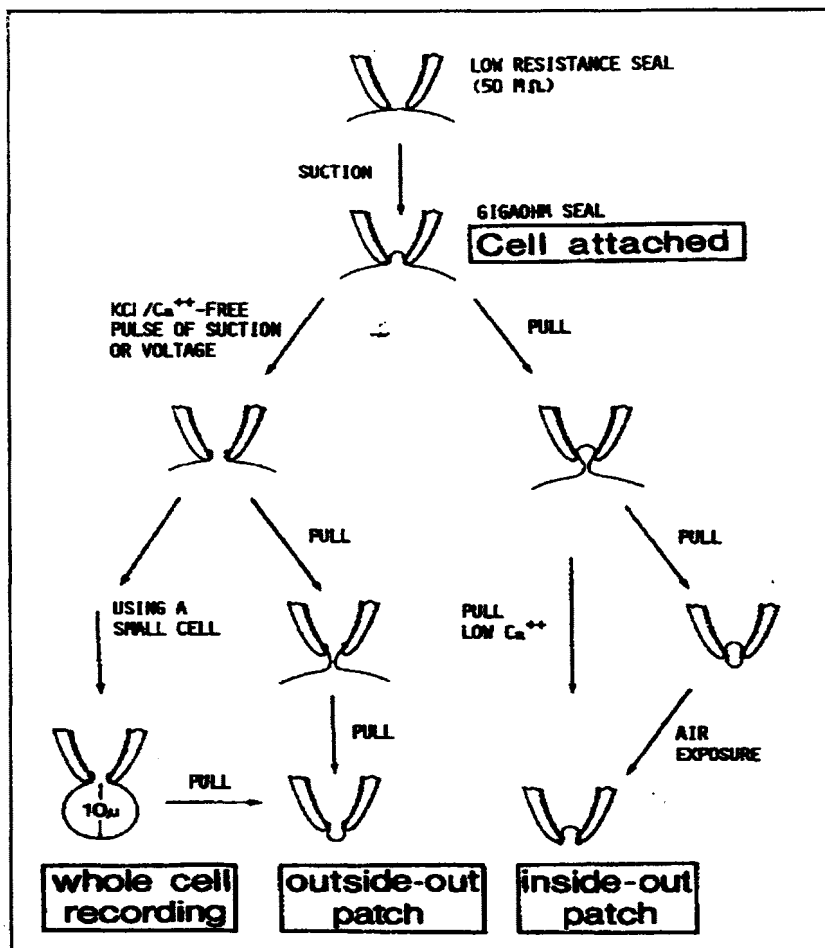 LOW RESISTANCE SEAL
(50 MΩ)
SUCTION
GIGAOHM SEAL
Cell attached
KCl/Ca++-FREE
PULSE OF SUCTION
OR VOLTAGE
PULL
PULL
PULL
USING A
SMALL CELL
PULL
LOW Ca++
PULL
AIR
EXPOSURE
PULL
10μ
whole cell
recording
outside-out
patch
inside-out
patch